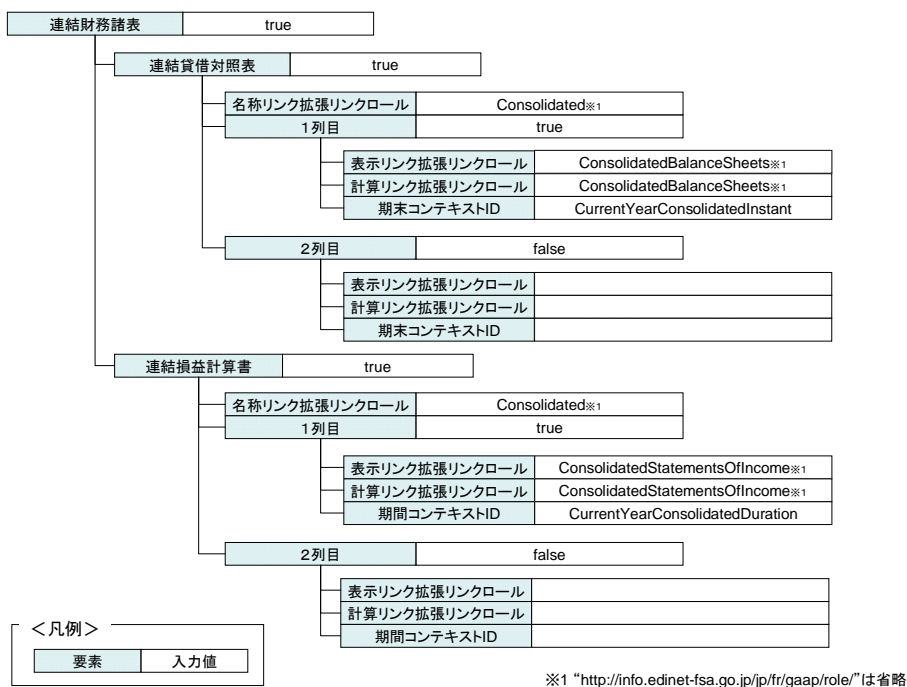 連結財務諸表 true
連結貸借対照表 true
名称リンク拡張リンクロール Consolidated※1
1列目 true
表示リンク拡張リンクロール ConsolidatedBalanceSheets※1
計算リンク拡張リンクロール ConsolidatedBalanceSheets※1
期末コンテキストID CurrentYearConsolidatedInstant
2列目 false
表示リンク拡張リンクロール
計算リンク拡張リンクロール
期末コンテキストID
連結損益計算書 true
名称リンク拡張リンクロール Consolidated※1
1列目 true
表示リンク拡張リンクロール ConsolidatedStatementsOfIncome※1
計算リンク拡張リンクロール ConsolidatedStatementsOfIncome※1
期間コンテキストID CurrentYearConsolidatedDuration
2列目 false
表示リンク拡張リンクロール
計算リンク拡張リンクロール
期間コンテキストID
<凡例>
要素 入力値
※1 “http://info.edinet-fsa.go.jp/jp/fr/gaap/role/”は省略